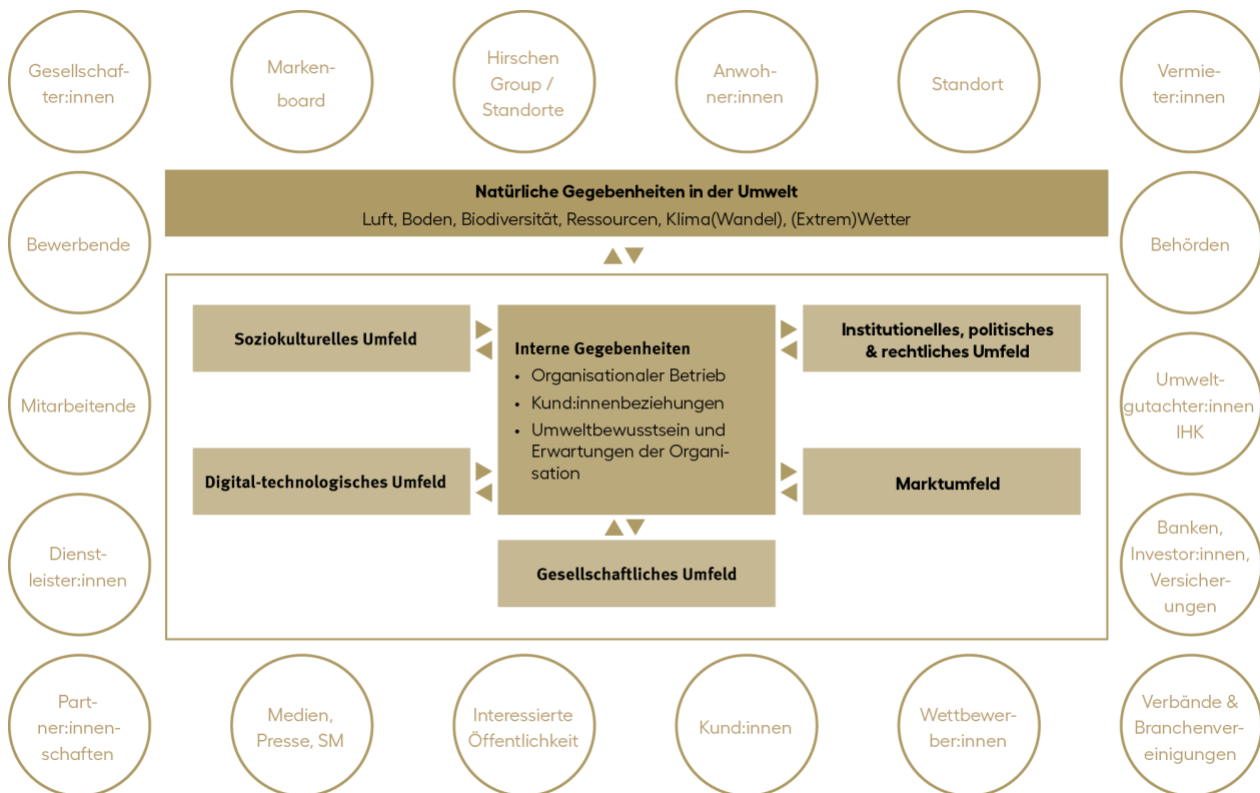 Gesellschaf-
ter:innen
Marken-
board
Hirschen
Group /
Standorte
Anwoh-
ner:innen
Standort
Vermie-
ter:innen
Natürliche Gegebenheiten in der Umwelt
Luft, Boden, Biodiversität, Ressourcen, Klima(Wandel), (Extrem)Wetter
Bewerbende
Behörden
Soziokulturelles Umfeld
Interne Gegebenheiten
• Organisationaler Betrieb
• Kund:innenbeziehungen
• Umweltbewusstsein und
Erwartungen der Organi-
sation
Institutionelles, politisches
& rechtliches Umfeld
Mitarbeitende
Umwelt-
gutachter:innen
IHK
Digital-technologisches Umfeld
Marktumfeld
Gesellschaftliches Umfeld
Dienst-
leister:innen
Banken,
Investor:innen,
Versicher-
ungen
Part-
ner:innen-
schaften
Medien,
Presse, SM
Interessierte
Öffentlichkeit
Kund:innen
Wettbewer-
ber:innen
Verbände &
Branchenver-
einigungen